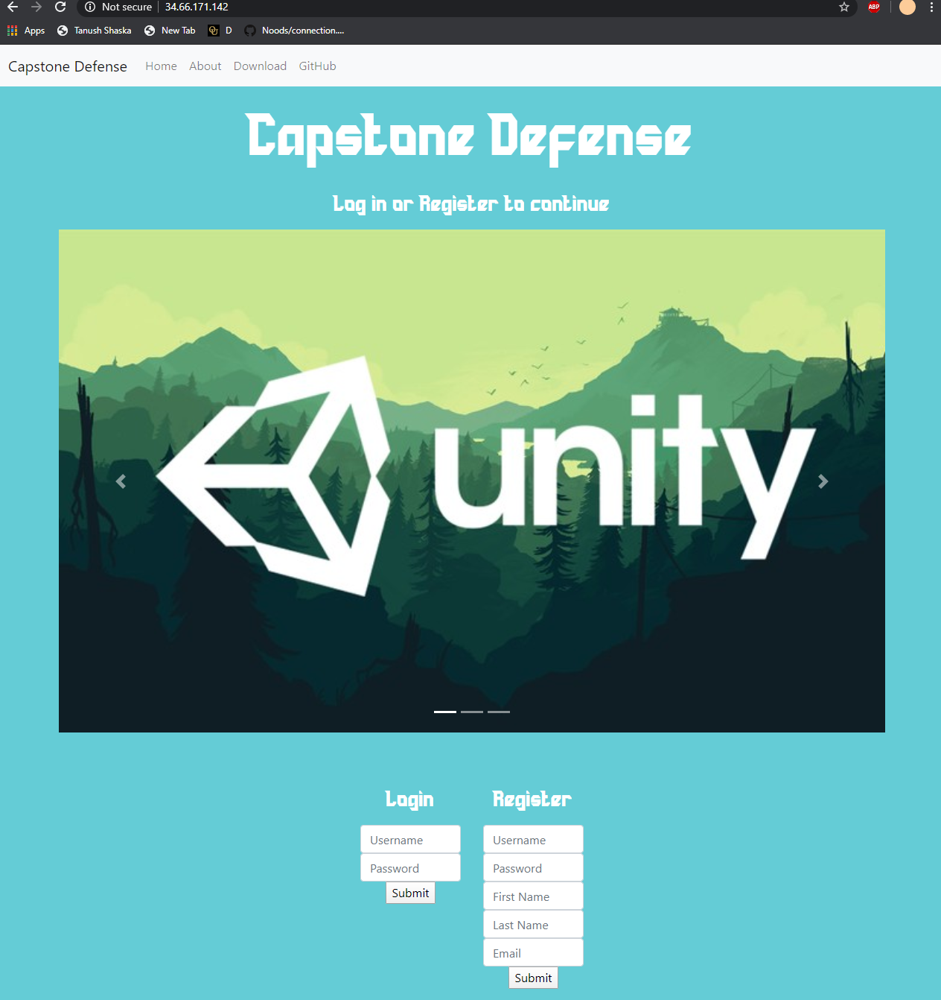 Not secure 34.66.171.142 ABP
Apps Tanush Shaska New Tab D Noods/connection....
Capstone Defense Home About Download GitHub
Capstone Defense
Log in or Register to continue
unity
Login Register
Username Username
Password Password
Submit First Name
Last Name
Email
Submit